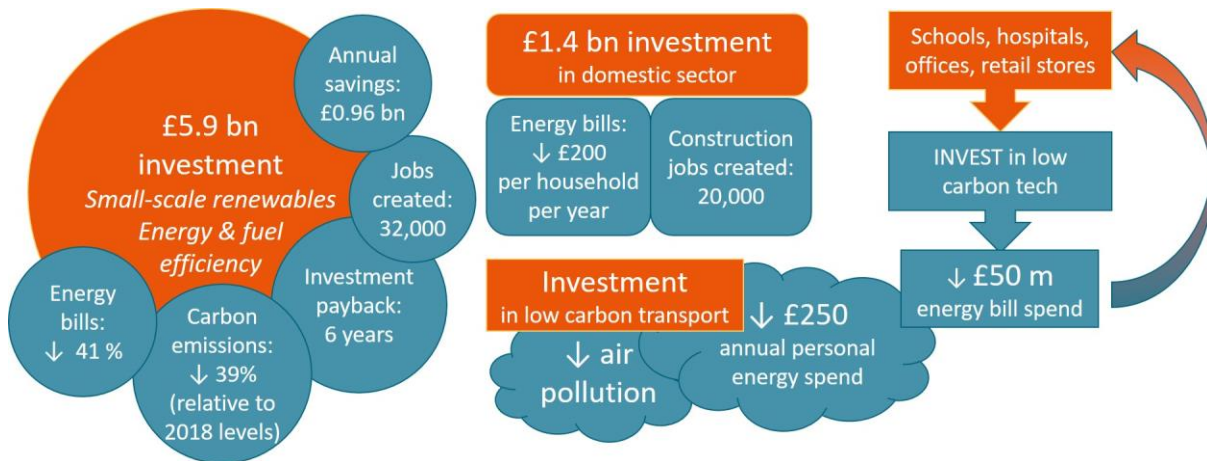 £5.9 bn
investment
Small-scale renewables
Energy & fuel
efficiency
Annual
savings:
£0.96 bn
Jobs
created:
32,000
Investment
payback:
6 years
Carbon
emissions:
↓ 39%
(relative to
2018 levels)
Energy
bills:
↓ 41 %
£1.4 bn investment
in domestic sector
Energy bills:
↓ £200
per household
per year
Construction
jobs created:
20,000
Investment
in low carbon transport
↓ air
pollution
↓ £250
annual personal
energy spend
Schools, hospitals,
offices, retail stores
INVEST in low
carbon tech
↓ £50 m
energy bill spend